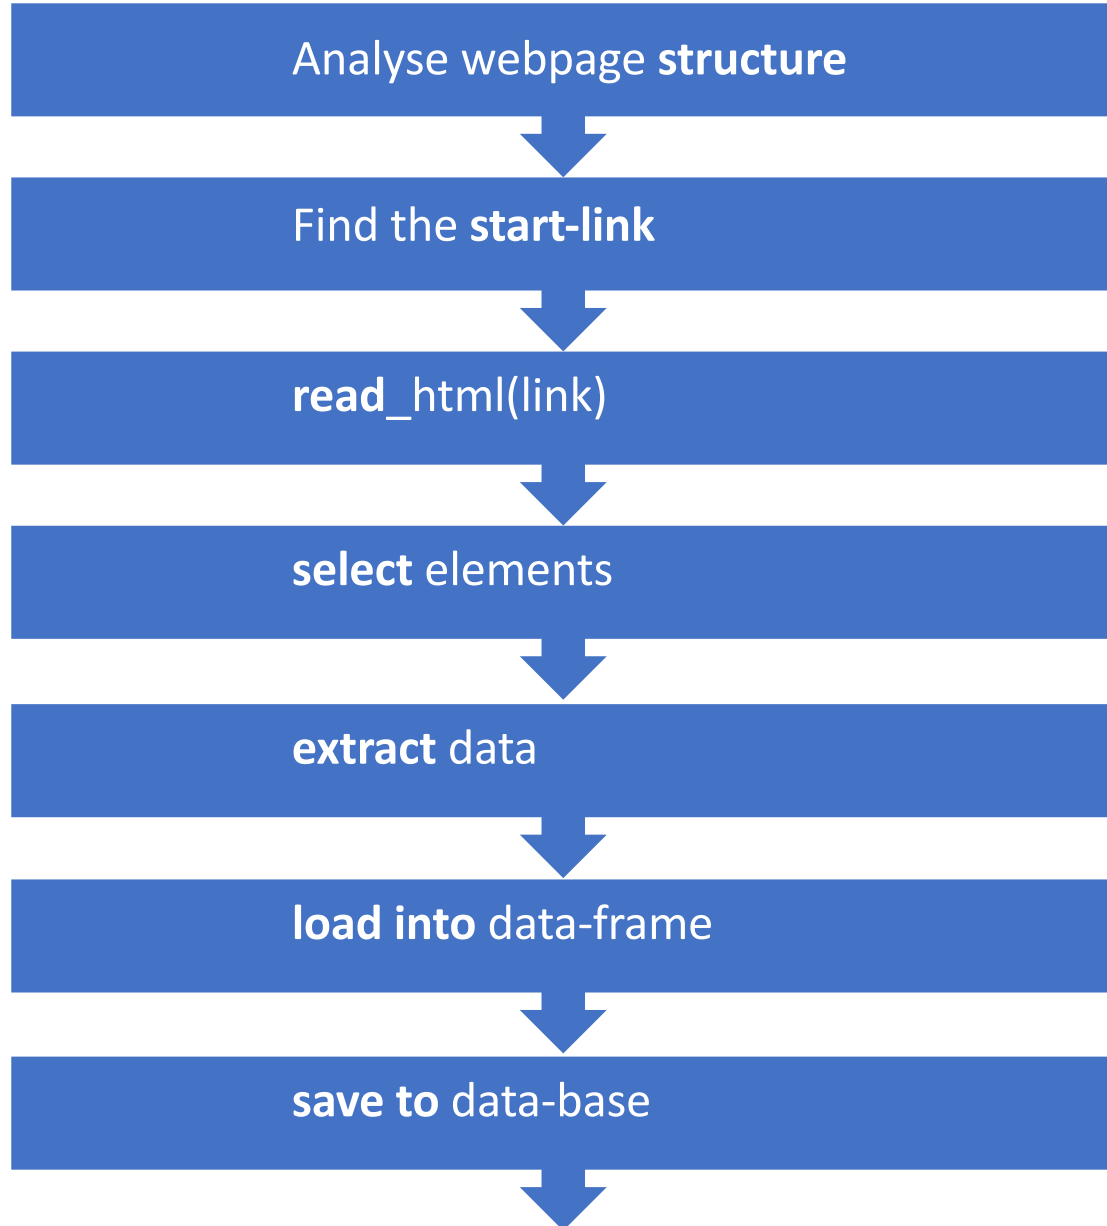 Analyse webpage structure
Find the start-link
read_html(link)
select elements
extract data
load into data-frame
save to data-base